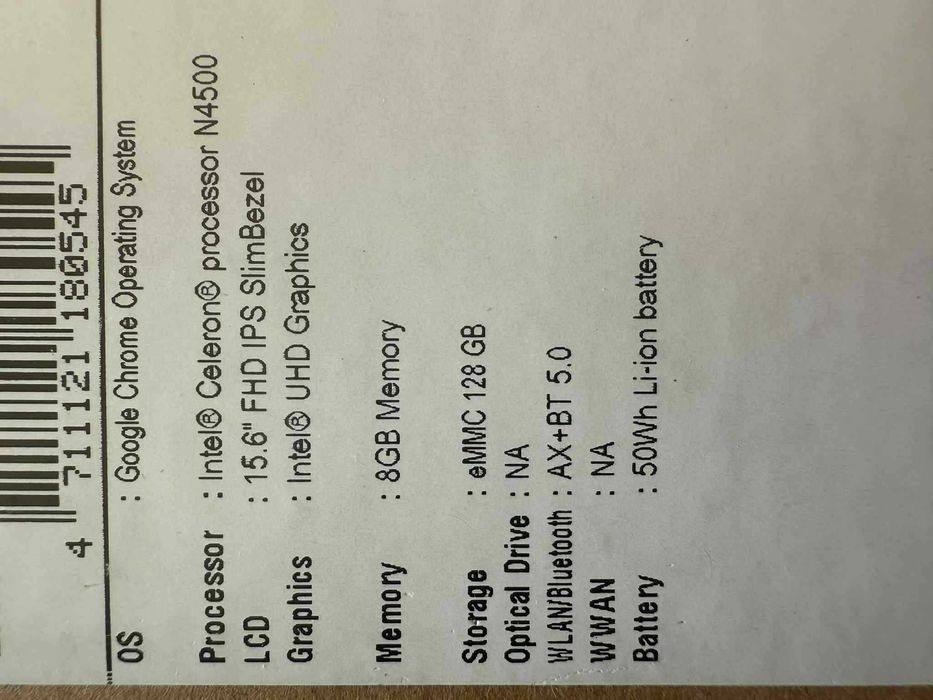 4 711121 180545
OS : Google Chrome Operating System
Processor : Intel® Celeron® processor N4500
LCD : 15.6" FHD IPS SlimBezel
Graphics : Intel® UHD Graphics
Memory : 8GB Memory
Storage : eMMC 128 GB
Optical Drive : NA
WLAN/Bluetooth : AX+BT 5.0
WWAN : NA
Battery : 50Wh Li-ion battery